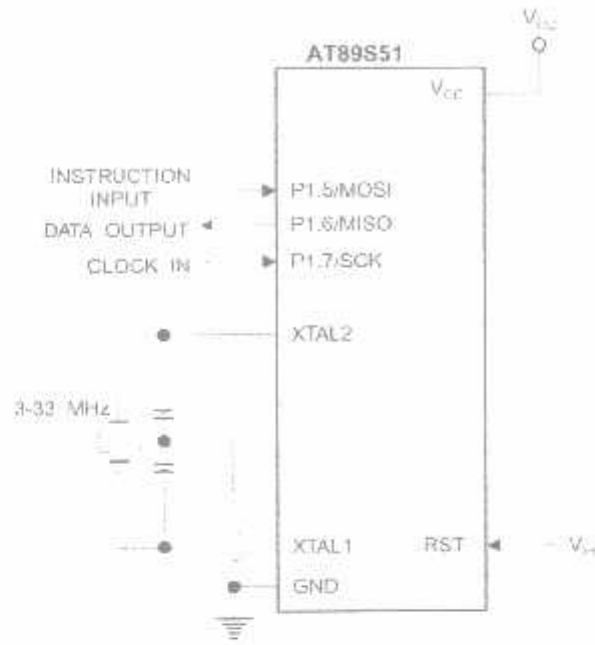 AT89S51
INSTRUCTION
INPUT
DATA OUTPUT
CLOCK IN
3-33 MHz
VCC
P1.5/MOSI
P1.6/MISO
P1.7/SCK
XTAL2
XTAL1
RST
GND